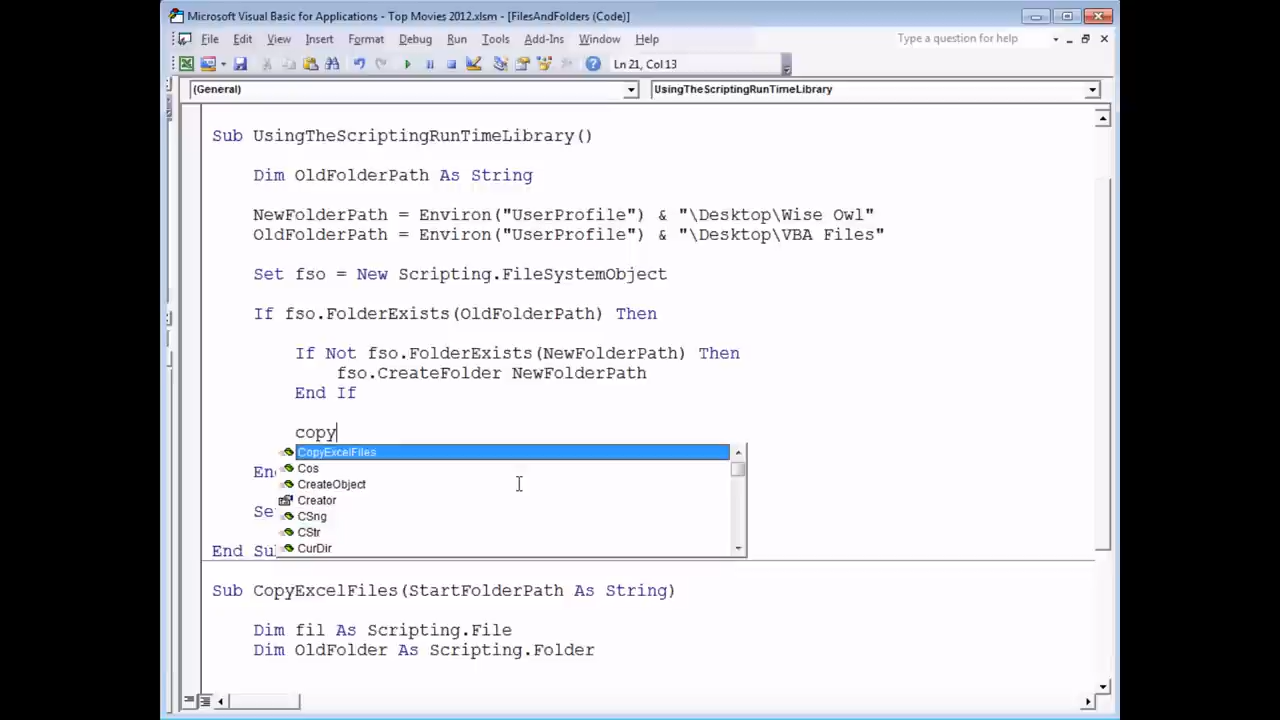 Microsoft Visual Basic for Applications - Top Movies 2012.xlsm - [FilesAndFolders (Code)]
File Edit View Insert Format Debug Run Tools Add-Ins Window Help Type a question for help
Ln 21, Col 13
(General) UsingTheScriptingRunTimeLibrary
Sub UsingTheScriptingRunTimeLibrary()
Dim OldFolderPath As String
NewFolderPath = Environ("UserProfile") & "\Desktop\Wise Owl"
OldFolderPath = Environ("UserProfile") & "\Desktop\VBA Files"
Set fso = New Scripting.FileSystemObject
If fso.FolderExists(OldFolderPath) Then
If Not fso.FolderExists(NewFolderPath) Then
fso.CreateFolder NewFolderPath
End If
copy
CopyExcelFiles
Cos
En
CreateObject
Creator
Se
CSng
CStr
CurDir
End Su
Sub CopyExcelFiles(StartFolderPath As String)
Dim fil As Scripting.File
Dim OldFolder As Scripting.Folder